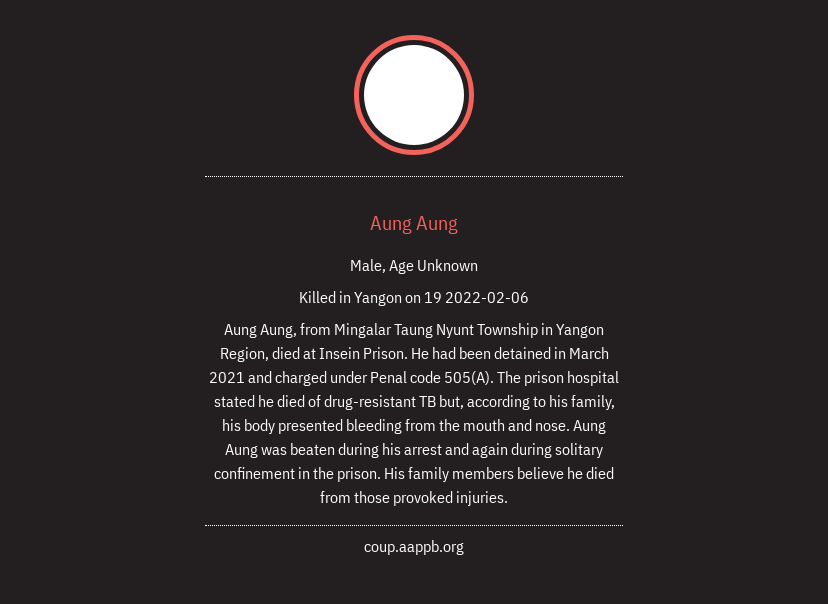 Aung Aung
Male, Age Unknown
Killed in Yangon on 19 2022-02-06
Aung Aung, from Mingalar Taung Nyunt Township in Yangon
Region, died at Insein Prison. He had been detained in March
2021 and charged under Penal code 505(A). The prison hospital
stated he died of drug-resistant TB but, according to his family,
his body presented bleeding from the mouth and nose. Aung
Aung was beaten during his arrest and again during solitary
confinement in the prison. His family members believe he died
from those provoked injuries.
coup.aappb.org